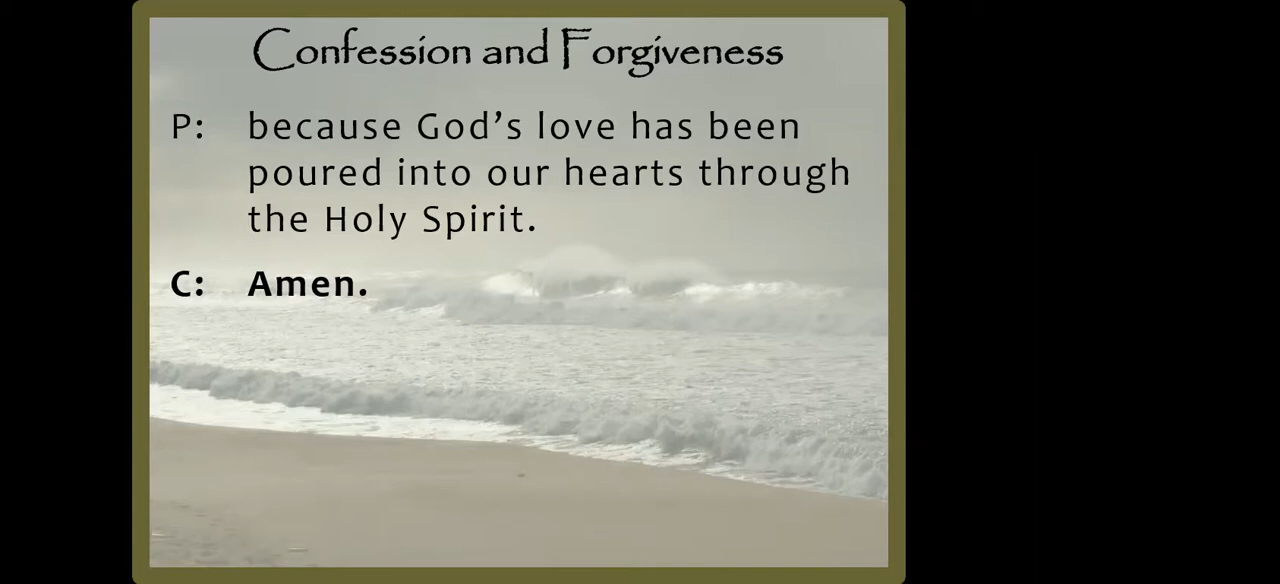 Confession and Forgiveness
P: because God’s love has been
poured into our hearts through
the Holy Spirit.
C: Amen.